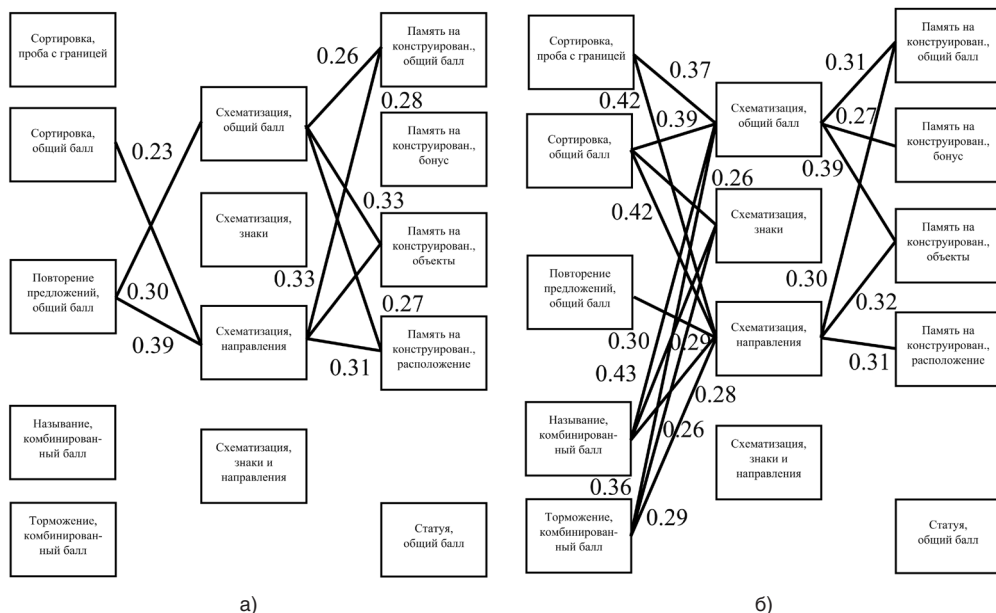 Сортировка,
проба с границей
Сортировка,
общий балл
Повторение
предложений,
общий балл
Называние,
комбинирован-
ный балл
Торможение,
комбинирован-
ный балл
Схематизация,
общий балл
Схематизация,
знаки
Схематизация,
направления
Схематизация,
знаки и
направления
Память на
конструирован.,
общий балл
Память на
конструирован.,
бонус
Память на
конструирован.,
объекты
Память на
конструирован.,
расположение
Статуя,
общий балл
0.23
0.30
0.39
0.26
0.28
0.33
0.33
0.27
0.31
а)
Сортировка,
проба с границей
Сортировка,
общий балл
Повторение
предложений,
общий балл
Называние,
комбинирован-
ный балл
Торможение,
комбинирован-
ный балл
Схематизация,
общий балл
Схематизация,
знаки
Схематизация,
направления
Схематизация,
знаки и
направления
Память на
конструирован.,
общий балл
Память на
конструирован.,
бонус
Память на
конструирован.,
объекты
Память на
конструирован.,
расположение
Статуя,
общий балл
0.37
0.42
0.39
0.42
0.26
0.30
0.29
0.43
0.28
0.26
0.36
0.29
0.31
0.27
0.39
0.30
0.32
0.31
б)